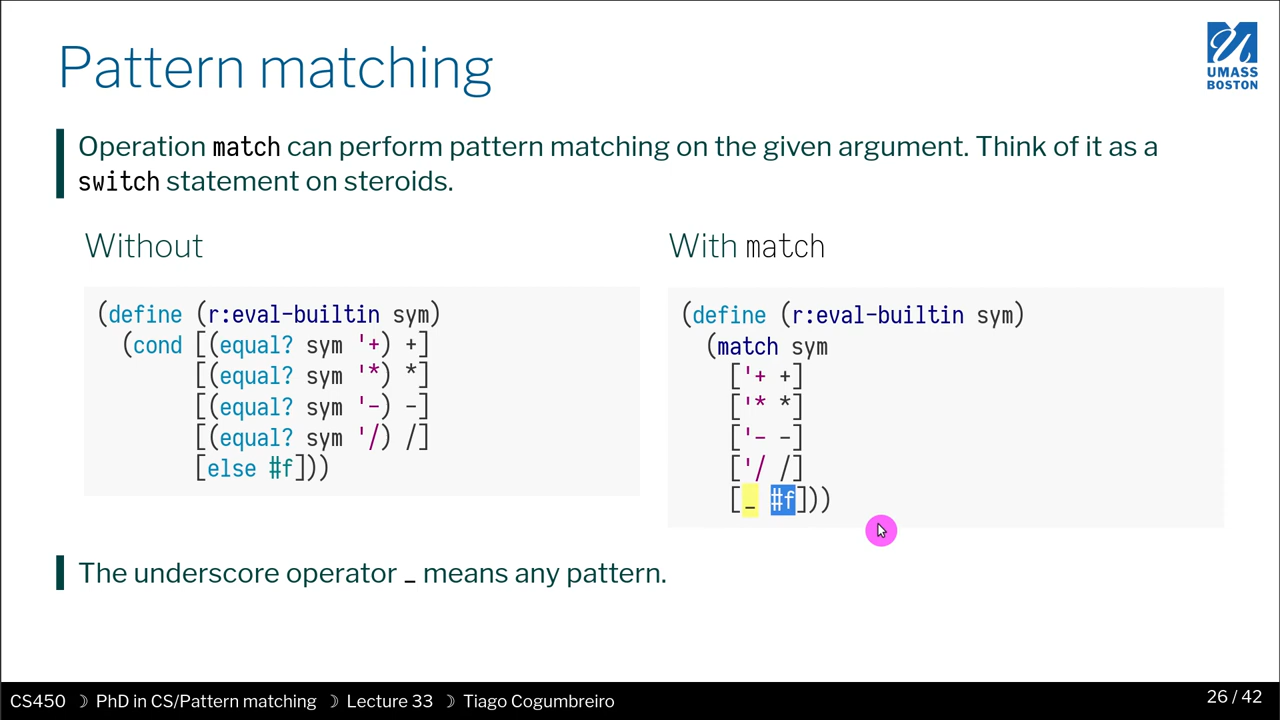 Pattern matching
UMASS
BOSTON
Operation match can perform pattern matching on the given argument. Think of it as a
switch statement on steroids.
Without
(define (r:eval-builtin sym)
(cond [(equal? sym '+) +]
[(equal? sym '*) *]
[(equal? sym '-) -]
[(equal? sym '/) /]
[else #f]))
With match
(define (r:eval-builtin sym)
(match sym
['+ +]
['* *]
['- -]
['/ /]
[_ #f]))
The underscore operator _ means any pattern.
CS450 ☽ PhD in CS/Pattern matching ☽ Lecture 33 ☽ Tiago Cogumbreiro
26 / 42